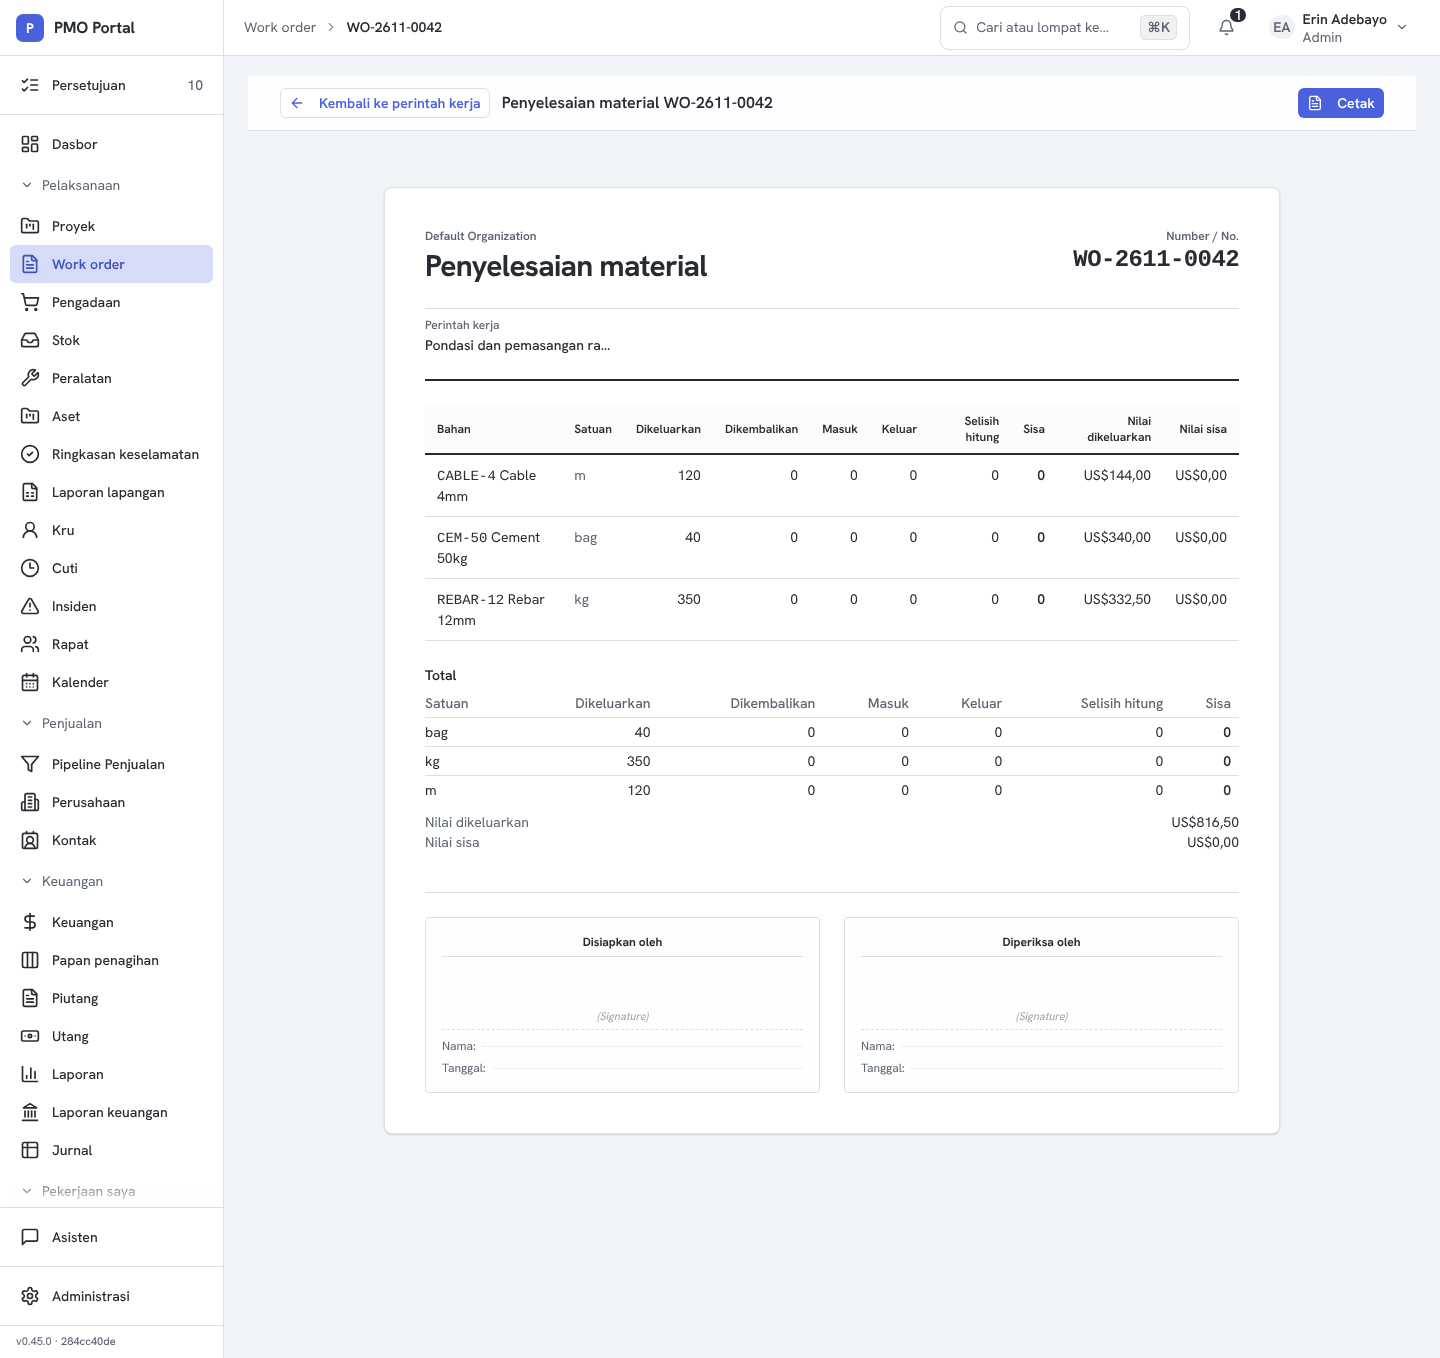 P PMO Portal
Work order > WO-2611-0042
Cari atau lompat ke... ⌘K
1
EA Erin Adebayo
Admin
Persetujuan 10
Dasbor
Pelaksanaan
Proyek
Work order
Pengadaan
Stok
Peralatan
Aset
Ringkasan keselamatan
Laporan lapangan
Kru
Cuti
Insiden
Rapat
Kalender
Penjualan
Pipeline Penjualan
Perusahaan
Kontak
Keuangan
Keuangan
Papan penagihan
Piutang
Utang
Laporan
Laporan keuangan
Jurnal
Pekerjaan saya
Asisten
Administrasi
v0.45.0 · 284cc40de
Kembali ke perintah kerja Penyelesaian material WO-2611-0042 Cetak
Default Organization Number / No.
Penyelesaian material WO-2611-0042
Perintah kerja
Pondasi dan pemasangan ra...
Bahan Satuan Dikeluarkan Dikembalikan Masuk Keluar Selisih hitung Sisa Nilai dikeluarkan Nilai sisa
CABLE-4 Cable m 120 0 0 0 0 0 US$144,00 US$0,00
4mm
CEM-50 Cement bag 40 0 0 0 0 0 US$340,00 US$0,00
50kg
REBAR-12 Rebar kg 350 0 0 0 0 0 US$332,50 US$0,00
12mm
Total
Satuan Dikeluarkan Dikembalikan Masuk Keluar Selisih hitung Sisa
bag 40 0 0 0 0 0
kg 350 0 0 0 0 0
m 120 0 0 0 0 0
Nilai dikeluarkan US$816,50
Nilai sisa US$0,00
Disiapkan oleh
(Signature)
Nama:
Tanggal:
Diperiksa oleh
(Signature)
Nama:
Tanggal: